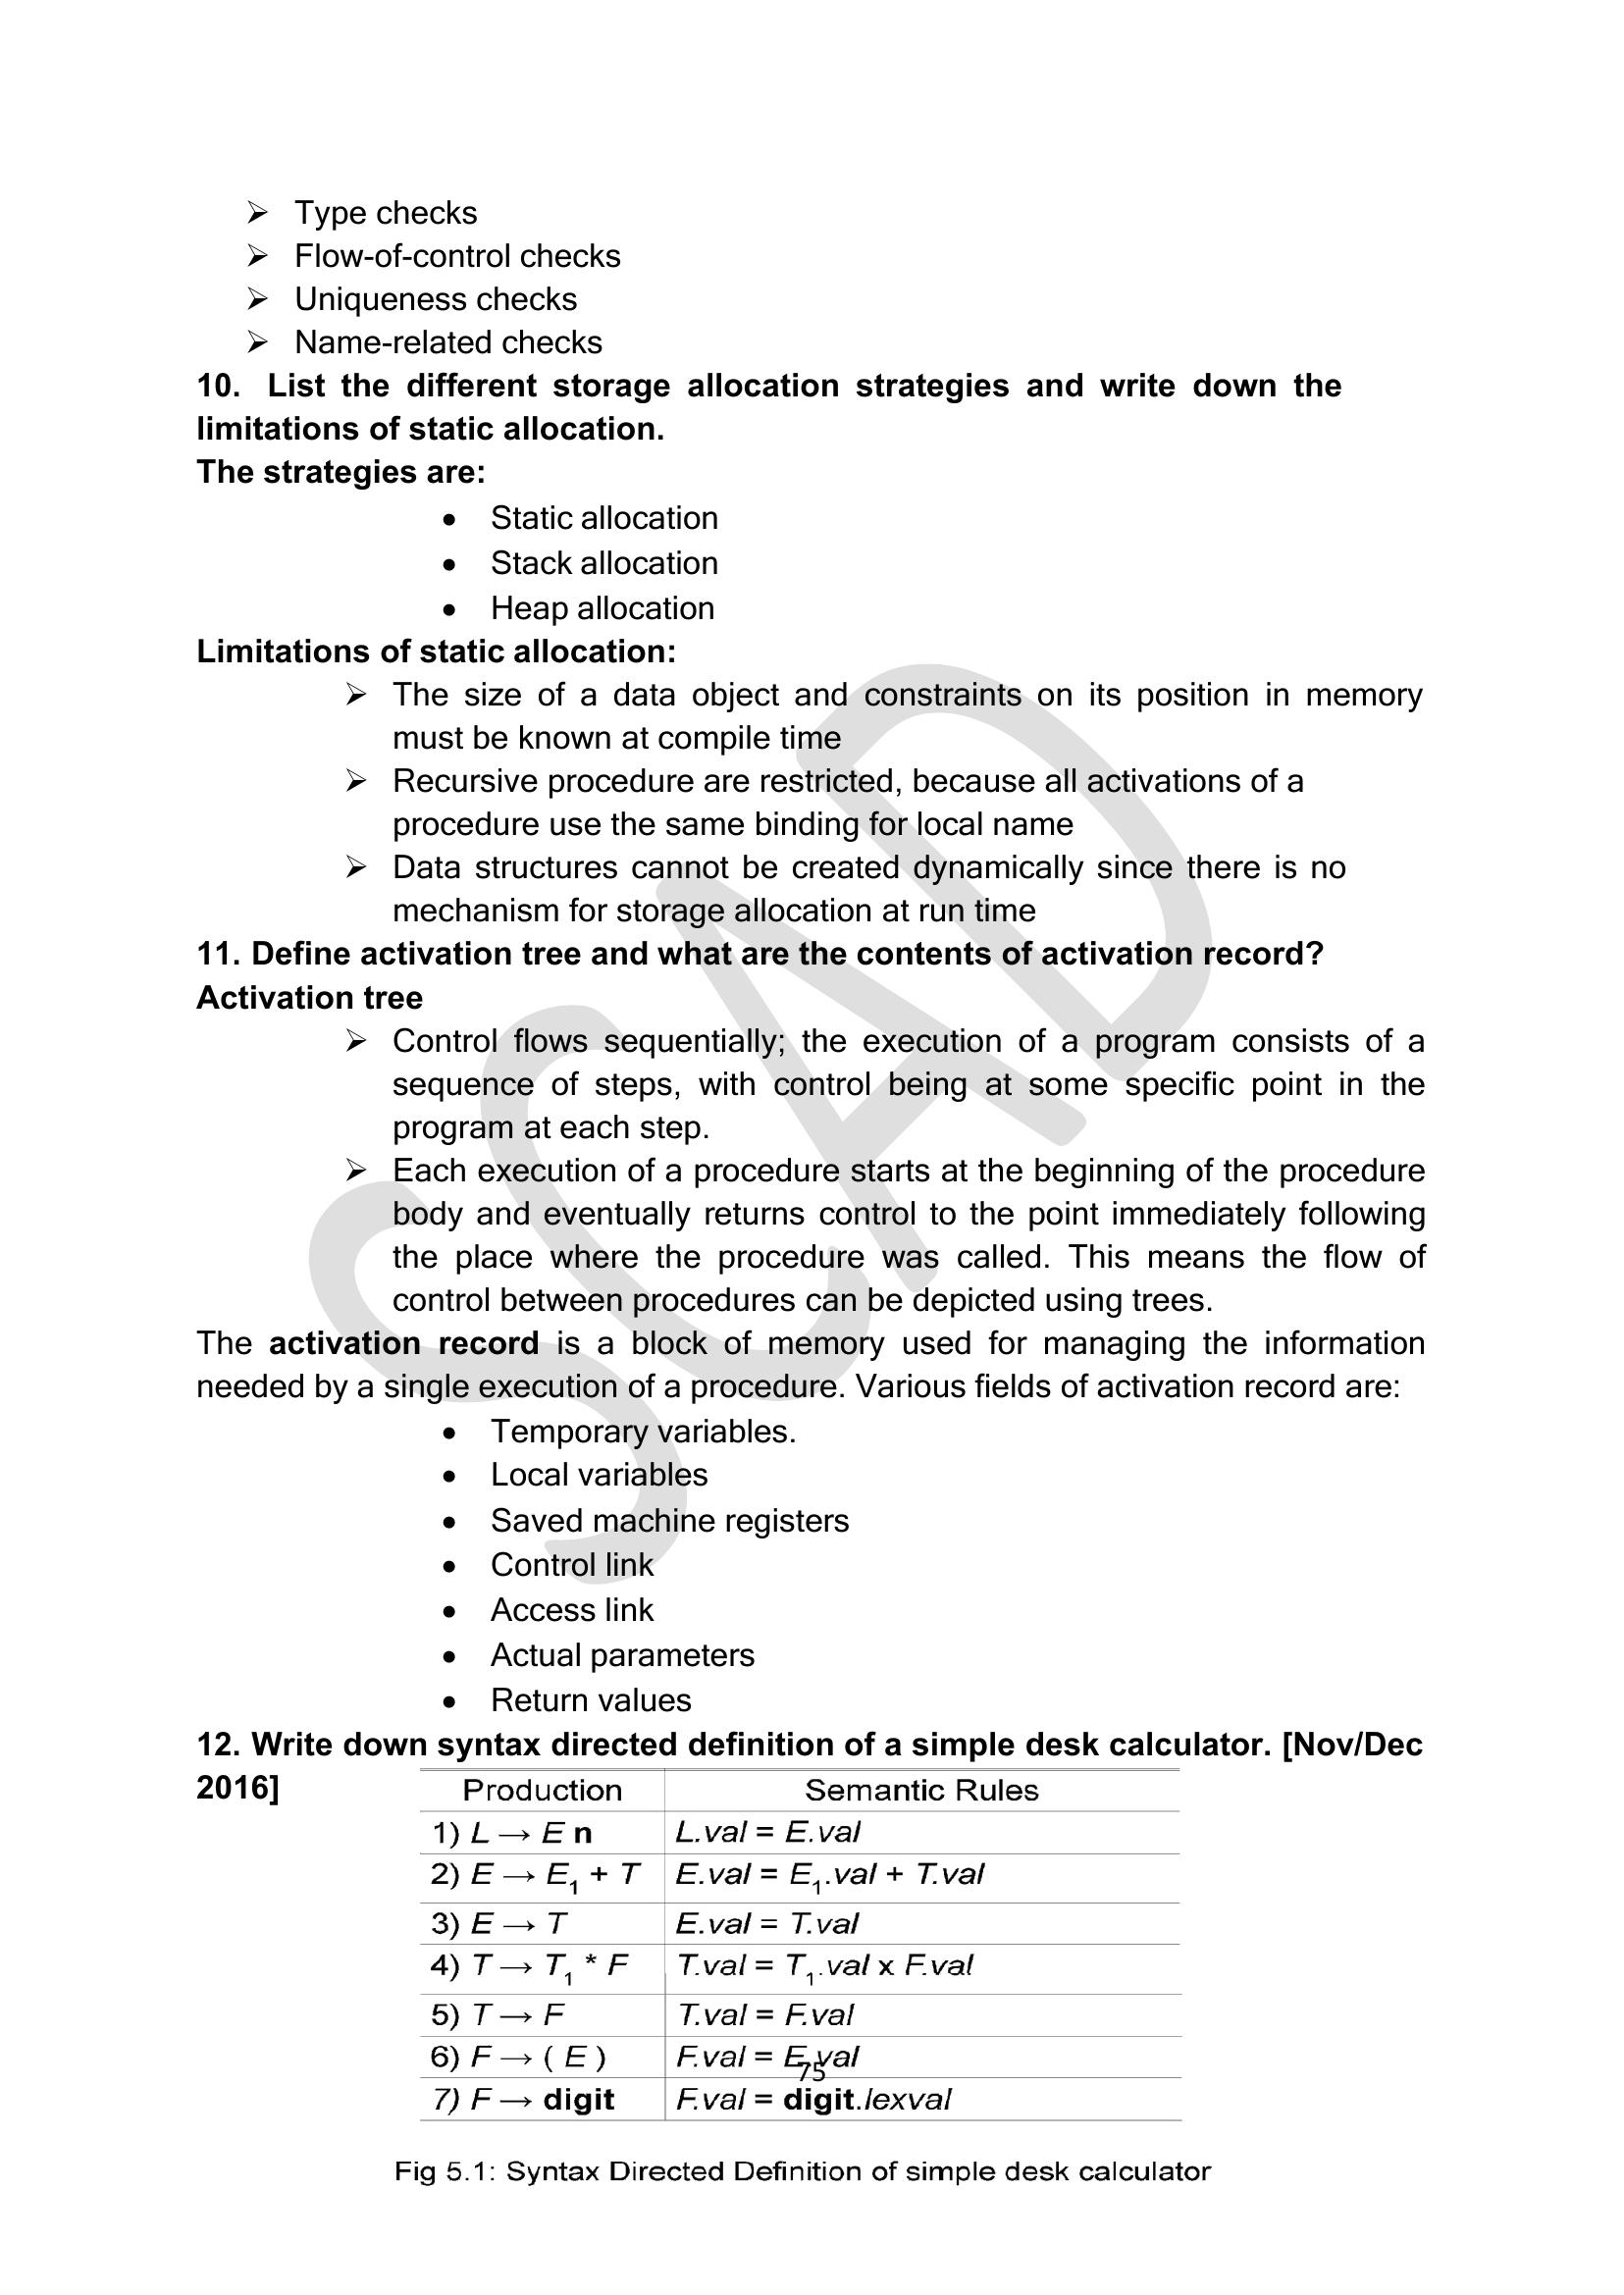 ➢ Type checks
➢ Flow-of-control checks
➢ Uniqueness checks
➢ Name-related checks
10. List the different storage allocation strategies and write down the
limitations of static allocation.
The strategies are:
• Static allocation
• Stack allocation
• Heap allocation
Limitations of static allocation:
➢ The size of a data object and constraints on its position in memory
must be known at compile time
➢ Recursive procedure are restricted, because all activations of a
procedure use the same binding for local name
➢ Data structures cannot be created dynamically since there is no
mechanism for storage allocation at run time
11. Define activation tree and what are the contents of activation record?
Activation tree
➢ Control flows sequentially; the execution of a program consists of a
sequence of steps, with control being at some specific point in the
program at each step.
➢ Each execution of a procedure starts at the beginning of the procedure
body and eventually returns control to the point immediately following
the place where the procedure was called. This means the flow of
control between procedures can be depicted using trees.
The activation record is a block of memory used for managing the information
needed by a single execution of a procedure. Various fields of activation record are:
• Temporary variables.
• Local variables
• Saved machine registers
• Control link
• Access link
• Actual parameters
• Return values
12. Write down syntax directed definition of a simple desk calculator. [Nov/Dec
2016]
Production Semantic Rules
1) L → E n L.val = E.val
2) E → E₁ + T E.val = E₁.val + T.val
3) E → T E.val = T.val
4) T → T₁ * F T.val = T₁.val x F.val
5) T → F T.val = F.val
6) F → ( E ) F.val = E.val
75
7) F → digit F.val = digit.lexval
Fig 5.1: Syntax Directed Definition of simple desk calculator
SCAD